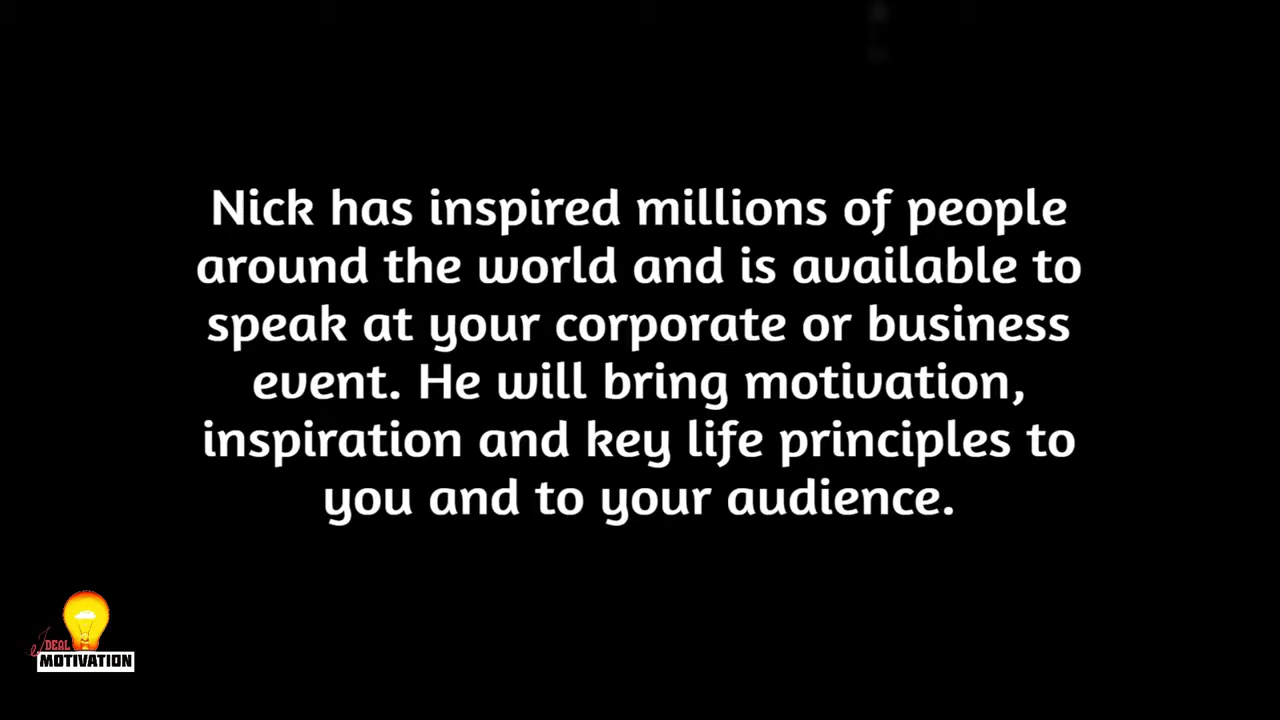 Nick has inspired millions of people
around the world and is available to
speak at your corporate or business
event. He will bring motivation,
inspiration and key life principles to
you and to your audience.
IDEAL
MOTIVATION